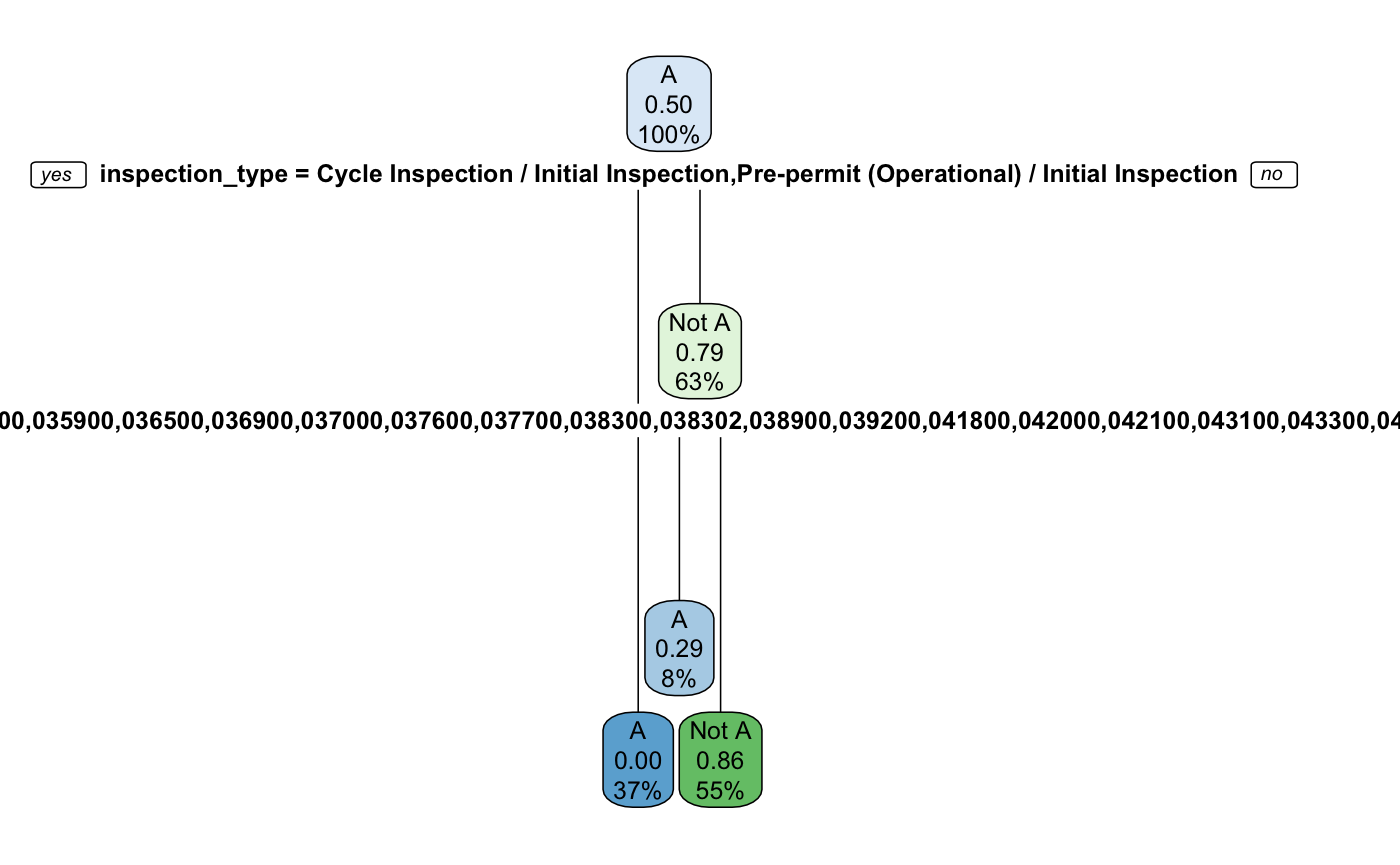 A
0.50
100%
yes inspection_type = Cycle Inspection / Initial Inspection,Pre-permit (Operational) / Initial Inspection no
Not A
0.79
63%
00,035900,036500,036900,037000,037600,037700,038300,038302,038900,039200,041800,042000,042100,043100,043300,04
A
0.29
8%
A
0.00
37%
Not A
0.86
55%